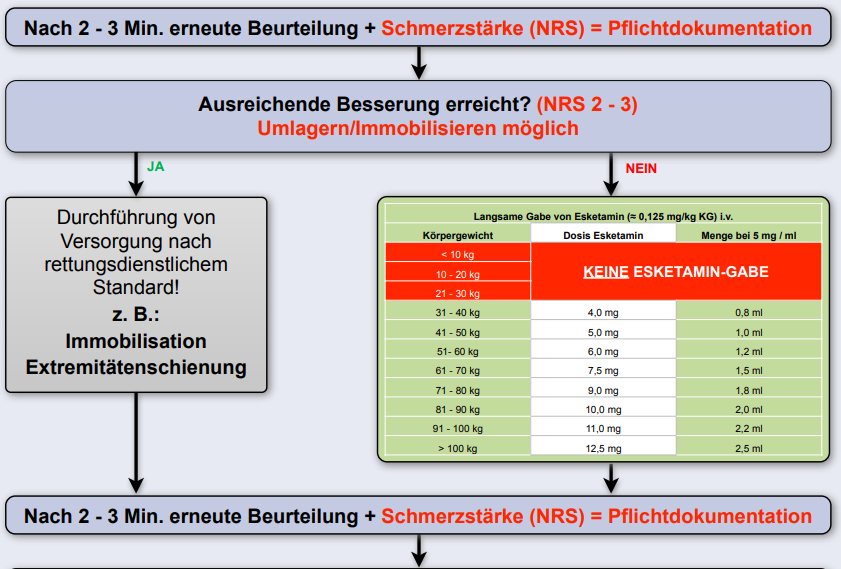 Nach 2 - 3 Min. erneute Beurteilung + Schmerzstärke (NRS) = Pflichtdokumentation
Ausreichende Besserung erreicht? (NRS 2 - 3)
Umlagern/Immobilisieren möglich
JA
NEIN
Durchführung von
Versorgung nach
rettungsdienstlichem
Standard!
z. B.:
Immobilisation
Extremitätenschienung
Langsame Gabe von Esketamin (≈ 0,125 mg/kg KG) i.v.
Körpergewicht Dosis Esketamin Menge bei 5 mg / ml
< 10 kg
10 - 20 kg KEINE ESKETAMIN-GABE
21 - 30 kg
31 - 40 kg 4,0 mg 0,8 ml
41 - 50 kg 5,0 mg 1,0 ml
51- 60 kg 6,0 mg 1,2 ml
61 - 70 kg 7,5 mg 1,5 ml
71 - 80 kg 9,0 mg 1,8 ml
81 - 90 kg 10,0 mg 2,0 ml
91 - 100 kg 11,0 mg 2,2 ml
> 100 kg 12,5 mg 2,5 ml
Nach 2 - 3 Min. erneute Beurteilung + Schmerzstärke (NRS) = Pflichtdokumentation